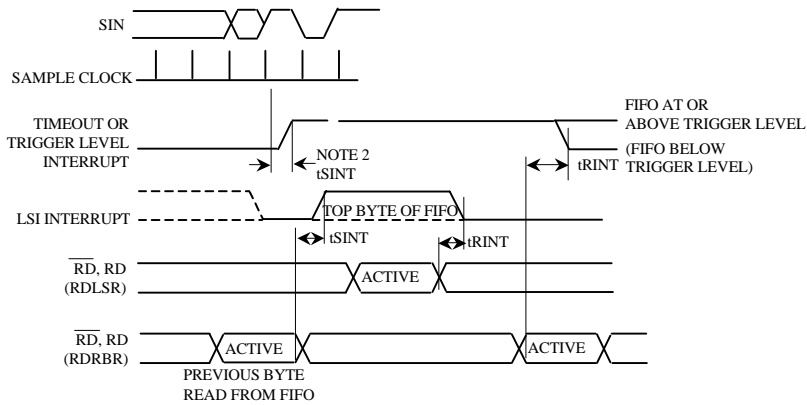 SIN
SAMPLE CLOCK
TIMEOUT OR
TRIGGER LEVEL
INTERRUPT
NOTE 2
tSINT
FIFO AT OR
ABOVE TRIGGER LEVEL
(FIFO BELOW
TRIGGER LEVEL)
tRINT
LSI INTERRUPT
TOP BYTE OF FIFO
tSINT
tRINT
RD, RD
(RDLSR)
ACTIVE
RD, RD
(RDRBR)
ACTIVE
ACTIVE
PREVIOUS BYTE
READ FROM FIFO